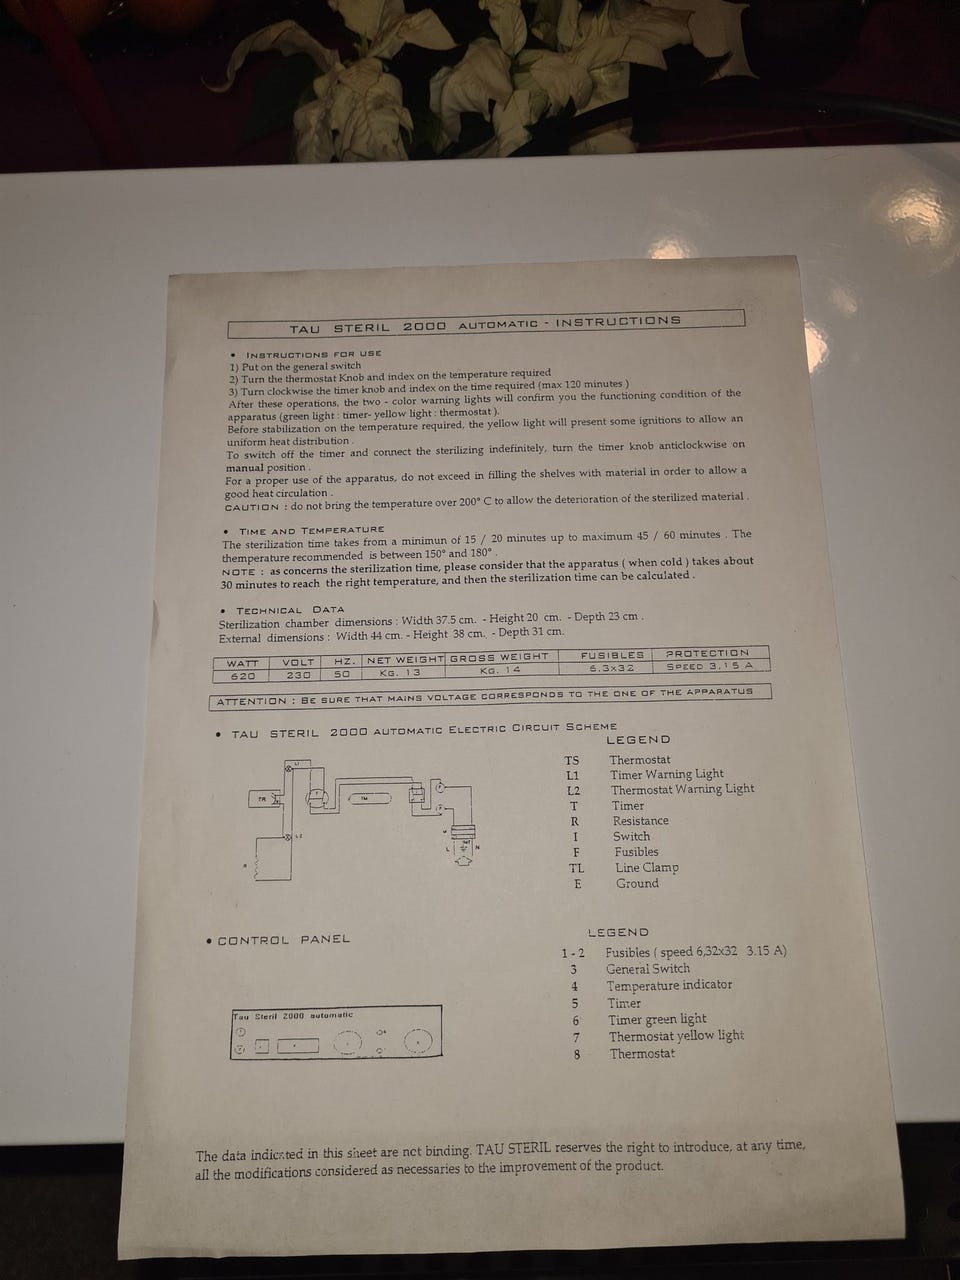 TAU STERIL 2000 AUTOMATIC - INSTRUCTIONS
• INSTRUCTIONS FOR USE
1) Put on the general switch
2) Turn the thermostat Knob and index on the temperature required
3) Turn clockwise the timer knob and index on the time required (max 120 minutes )
After these operations, the two - color warning lights will confirm you the functioning condition of the
apparatus (green light : timer- yellow light : thermostat ).
Before stabilization on the temperature required, the yellow light will present some ignitions to allow an
uniform heat distribution .
To switch off the timer and connect the sterilizing indefinitely, turn the timer knob anticlockwise on
manual position .
For a proper use of the apparatus, do not exceed in filling the shelves with material in order to allow a
good heat circulation .
CAUTION : do not bring the temperature over 200° C to allow the deterioration of the sterilized material .
• TIME AND TEMPERATURE
The sterilization time takes from a minimun of 15 / 20 minutes up to maximum 45 / 60 minutes . The
themperature recommended is between 150° and 180° .
NOTE : as concerns the sterilization time, please consider that the apparatus ( when cold ) takes about
30 minutes to reach the right temperature, and then the sterilization time can be calculated .
• TECHNICAL DATA
Sterilization chamber dimensions : Width 37.5 cm. - Height 20 cm. - Depth 23 cm .
External dimensions : Width 44 cm. - Height 38 cm. - Depth 31 cm.
WATT VOLT HZ. NET WEIGHT GROSS WEIGHT FUSIBLES PROTECTION
620 230 50 KG. 13 KG. 14 6.3x32 SPEED 3,15 A
ATTENTION : BE SURE THAT MAINS VOLTAGE CORRESPONDS TO THE ONE OF THE APPARATUS
• TAU STERIL 2000 AUTOMATIC ELECTRIC CIRCUIT SCHEME
LEGEND
TS Thermostat
L1 Timer Warning Light
L2 Thermostat Warning Light
T Timer
R Resistance
I Switch
F Fusibles
TL Line Clamp
E Ground
L1
TR
TM
L2
R
L
N
• CONTROL PANEL
LEGEND
1 - 2 Fusibles ( speed 6,32x32 3.15 A)
3 General Switch
4 Temperature indicator
5 Timer
6 Timer green light
7 Thermostat yellow light
8 Thermostat
Tau Steril 2000 automatic
The data indicated in this sheet are not binding. TAU STERIL reserves the right to introduce, at any time,
all the modifications considered as necessaries to the improvement of the product.